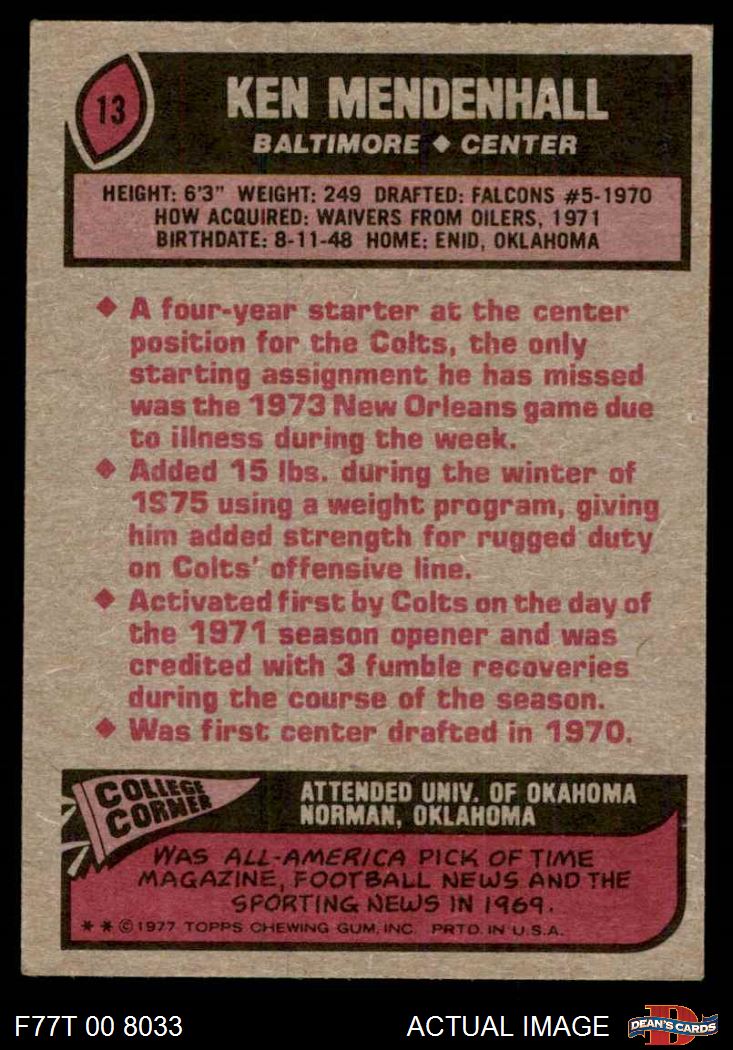 13
KEN MENDENHALL
BALTIMORE ◆ CENTER
HEIGHT: 6'3" WEIGHT: 249 DRAFTED: FALCONS #5-1970
HOW ACQUIRED: WAIVERS FROM OILERS, 1971
BIRTHDATE: 8-11-48 HOME: ENID, OKLAHOMA
◆ A four-year starter at the center
position for the Colts, the only
starting assignment he has missed
was the 1973 New Orleans game due
to illness during the week.
◆ Added 15 lbs. during the winter of
1975 using a weight program, giving
him added strength for rugged duty
on Colts' offensive line.
◆ Activated first by Colts on the day of
the 1971 season opener and was
credited with 3 fumble recoveries
during the course of the season.
◆ Was first center drafted in 1970.
COLLEGE
CORNER
ATTENDED UNIV. OF OKAHOMA
NORMAN, OKLAHOMA
WAS ALL-AMERICA PICK OF TIME
MAGAZINE, FOOTBALL NEWS AND THE
SPORTING NEWS IN 1969.
* * © 1977 TOPPS CHEWING GUM, INC. PRTD. IN U.S.A.
F77T 00 8033
ACTUAL IMAGE
D
DEAN'S CARDS